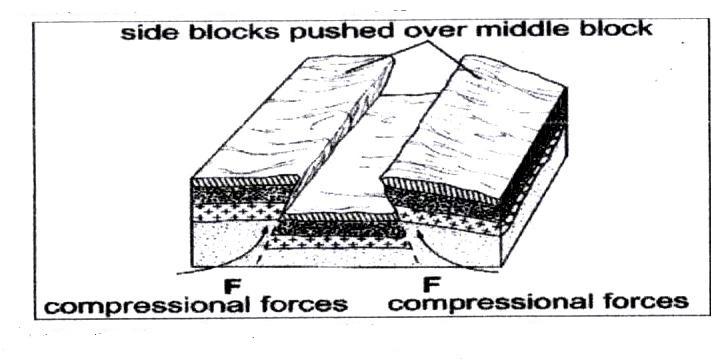 side blocks pushed over middle block
F F
compressional forces compressional forces